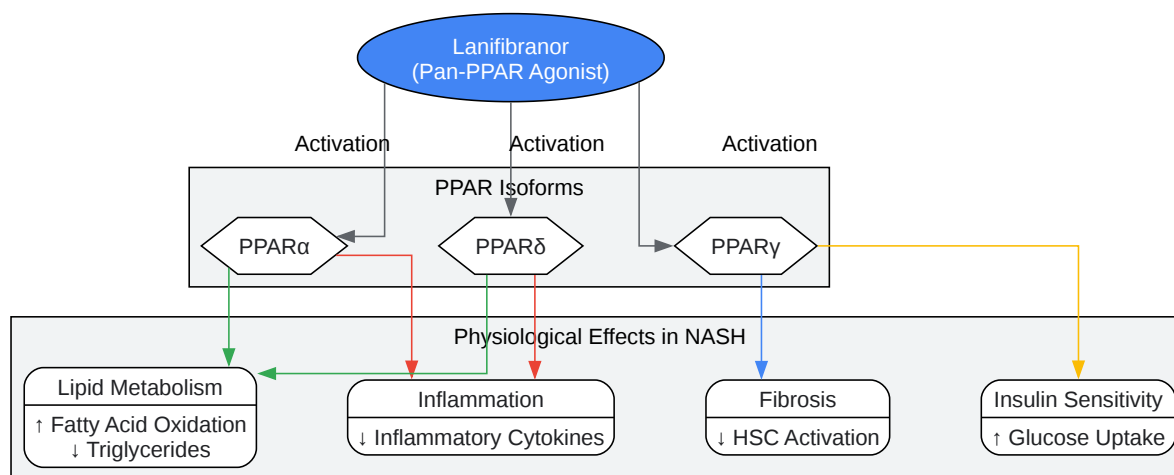 Lanifibranor
(Pan-PPAR Agonist)
Activation
Activation
Activation
PPAR Isoforms
PPARα
PPARδ
PPARγ
Physiological Effects in NASH
Lipid Metabolism
↑ Fatty Acid Oxidation
↓ Triglycerides
Inflammation
↓ Inflammatory Cytokines
Fibrosis
↓ HSC Activation
Insulin Sensitivity
↑ Glucose Uptake